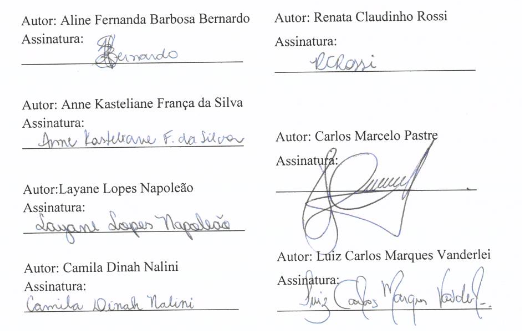 Autor: Aline Fernanda Barbosa Bernardo
Assinatura:
Bernardo
Autor: Anne Kasteliane França da Silva
Assinatura:
Anne Kasteliane F. da Silva
Autor:Layane Lopes Napoleão
Assinatura:
Layane Lopes Napoleão
Autor: Camila Dinah Nalini
Assinatura:
Camila Dinah Nalini
Autor: Renata Claudinho Rossi
Assinatura:
RCRossi
Autor: Carlos Marcelo Pastre
Assinatura:
Autor: Luiz Carlos Marques Vanderlei
Assinatura:
Luiz Carlos Marques Vanderlei